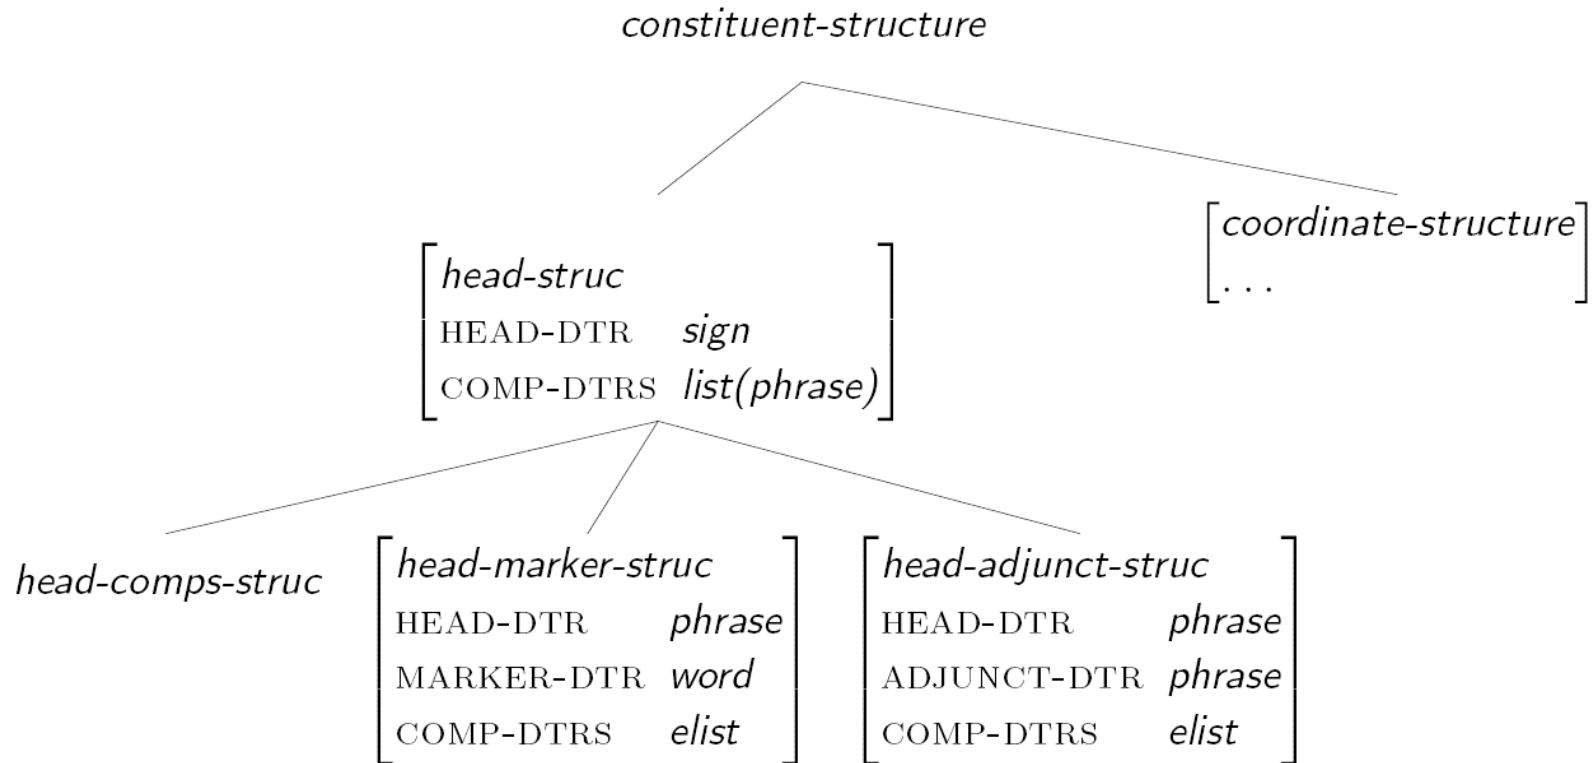 constituent-structure
coordinate-structure
. . .
head-struc
HEAD-DTR sign
COMP-DTRS list(phrase)
head-comps-struc
head-marker-struc
HEAD-DTR phrase
MARKER-DTR word
COMP-DTRS elist
head-adjunct-struc
HEAD-DTR phrase
ADJUNCT-DTR phrase
COMP-DTRS elist